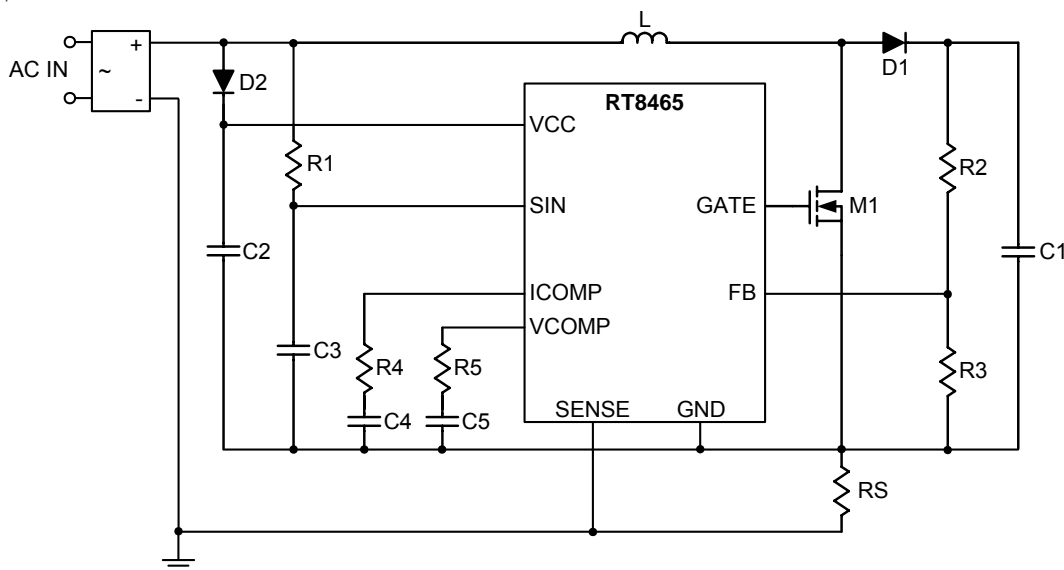 L
+
AC IN
~
-
D2
D1
RT8465
VCC
R1
R2
SIN
GATE
M1
C2
C1
ICOMP
FB
VCOMP
C3
R4
R5
R3
SENSE
GND
C4
C5
RS